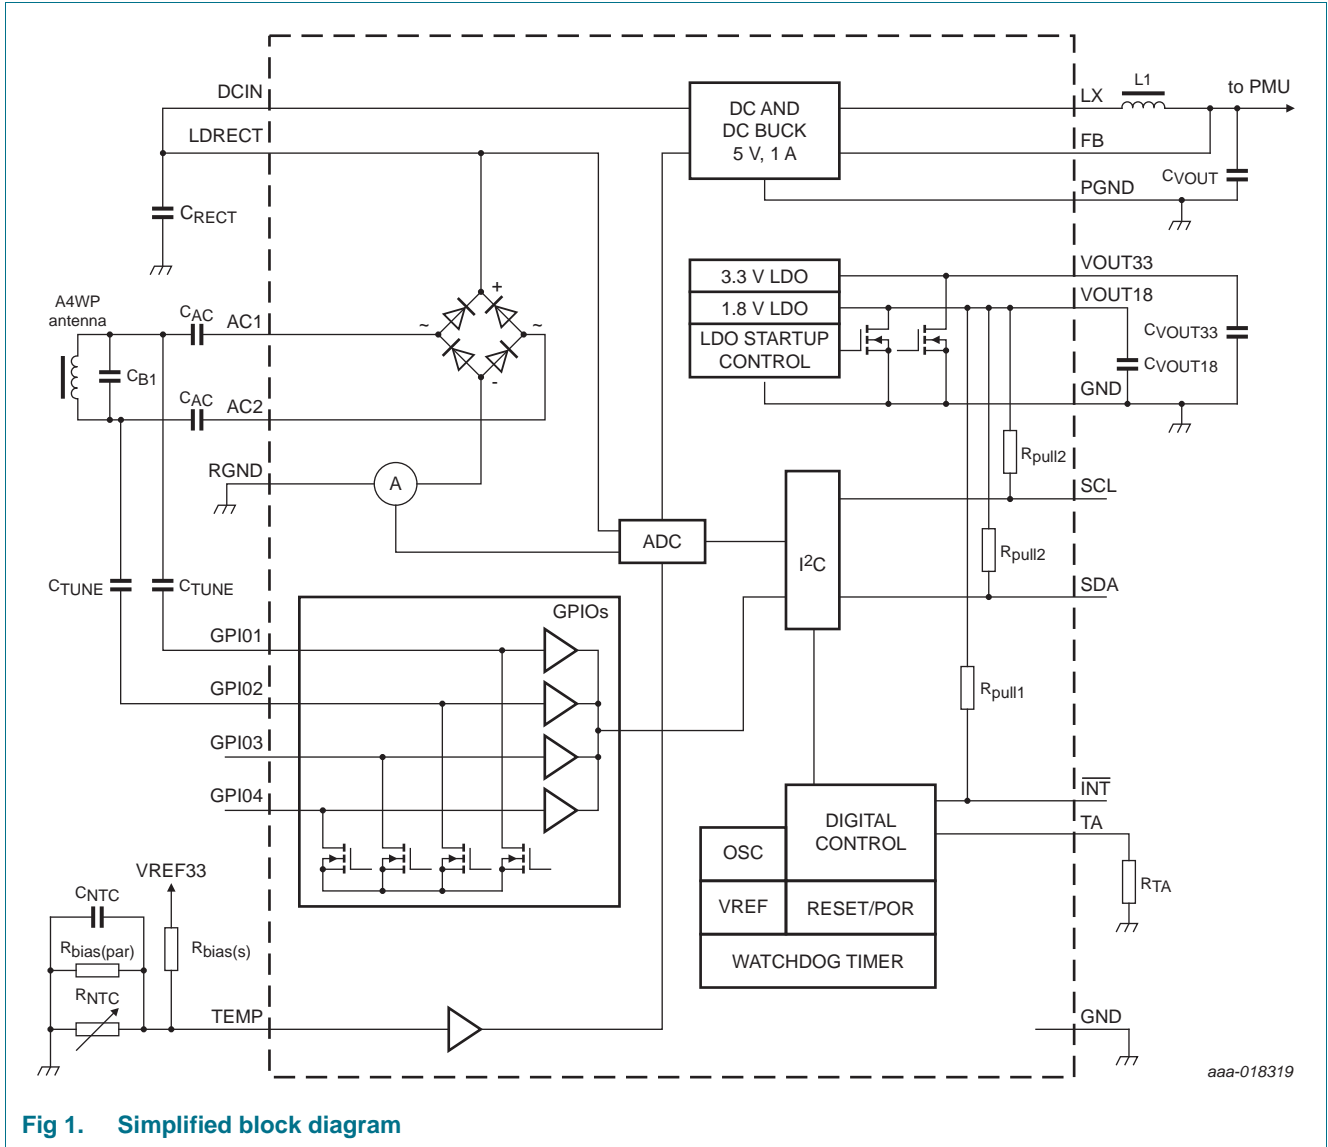 DCIN
LDRECT
CRECT
A4WP
antenna
CAC
AC1
CB1
CAC
AC2
RGND
A
~
+
~
-
CTUNE
CTUNE
GPIOs
GPI01
GPI02
GPI03
GPI04
VREF33
CNTC
Rbias(par)
Rbias(s)
RNTC
TEMP
DC AND
DC BUCK
5 V, 1 A
LX
L1
to PMU
FB
CVOUT
PGND
3.3 V LDO
1.8 V LDO
LDO STARTUP
CONTROL
VOUT33
VOUT18
CVOUT33
CVOUT18
GND
Rpull2
SCL
ADC
I2C
Rpull2
SDA
Rpull1
INT
TA
RTA
DIGITAL
CONTROL
OSC
VREF
RESET/POR
WATCHDOG TIMER
GND
aaa-018319
Fig 1. Simplified block diagram